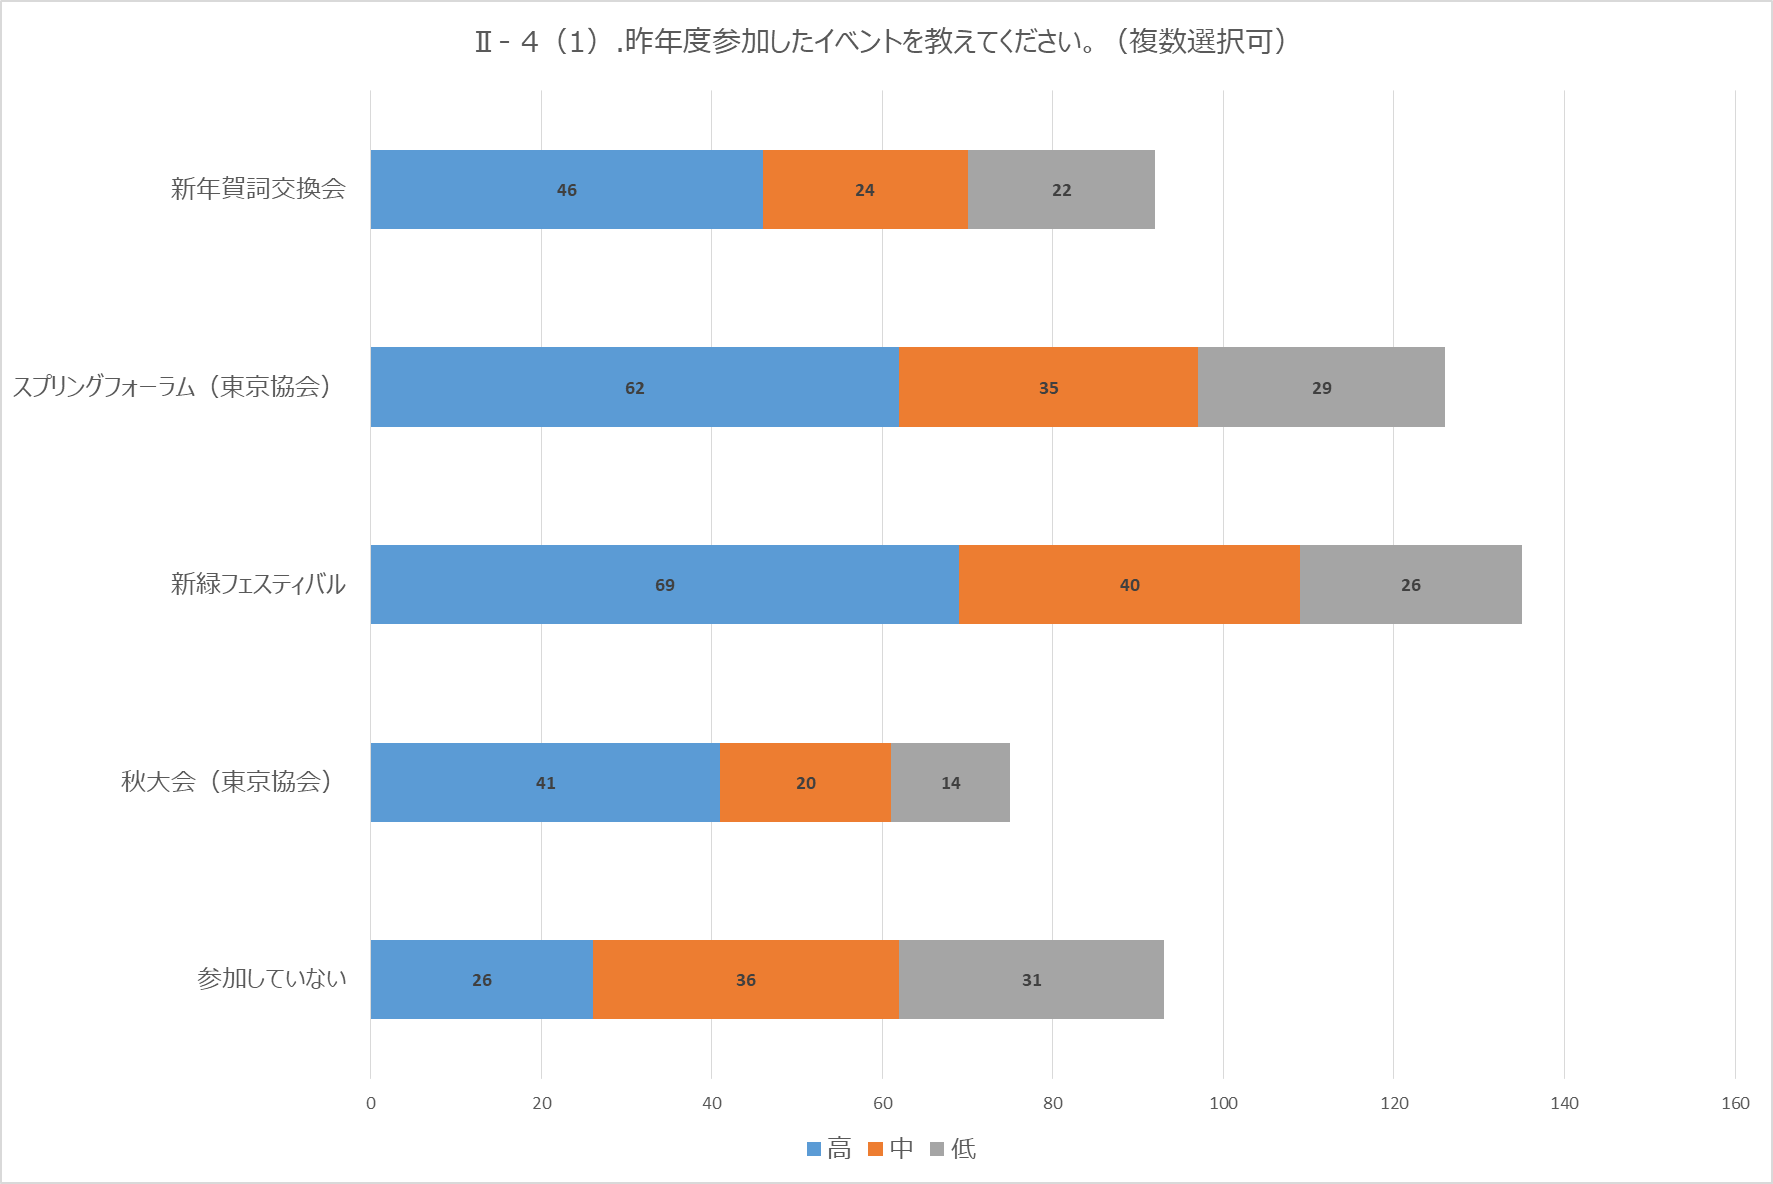 Ⅱ-４（1）.昨年度参加したイベントを教えてください。（複数選択可）
新年賀詞交換会 46 24 22
スプリングフォーラム（東京協会） 62 35 29
新緑フェスティバル 69 40 26
秋大会（東京協会） 41 20 14
参加していない 26 36 31
0 20 40 60 80 100 120 140 160
高 中 低